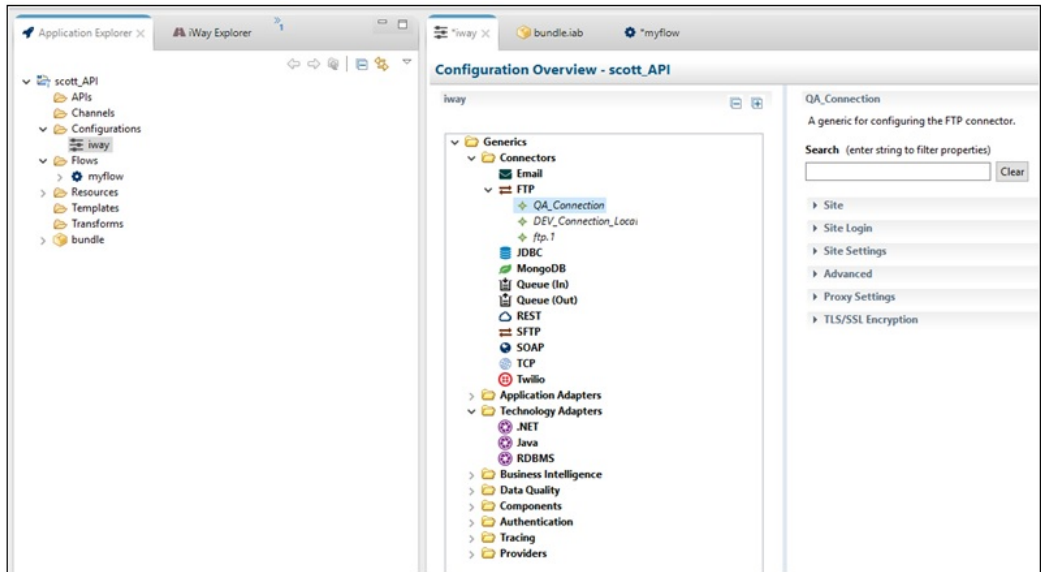 Application Explorer
iWay Explorer
1
scott_API
APIs
Channels
Configurations
iway
Flows
myflow
Resources
Templates
Transforms
bundle
*iway
bundle.iab
*myflow
Configuration Overview - scott_API
iway
Generics
Connectors
Email
FTP
QA_Connection
DEV_Connection_Local
ftp.1
JDBC
MongoDB
Queue (In)
Queue (Out)
REST
SFTP
SOAP
TCP
Twilio
Application Adapters
Technology Adapters
.NET
Java
RDBMS
Business Intelligence
Data Quality
Components
Authentication
Tracing
Providers
QA_Connection
A generic for configuring the FTP connector.
Search (enter string to filter properties)
Clear
Site
Site Login
Site Settings
Advanced
Proxy Settings
TLS/SSL Encryption